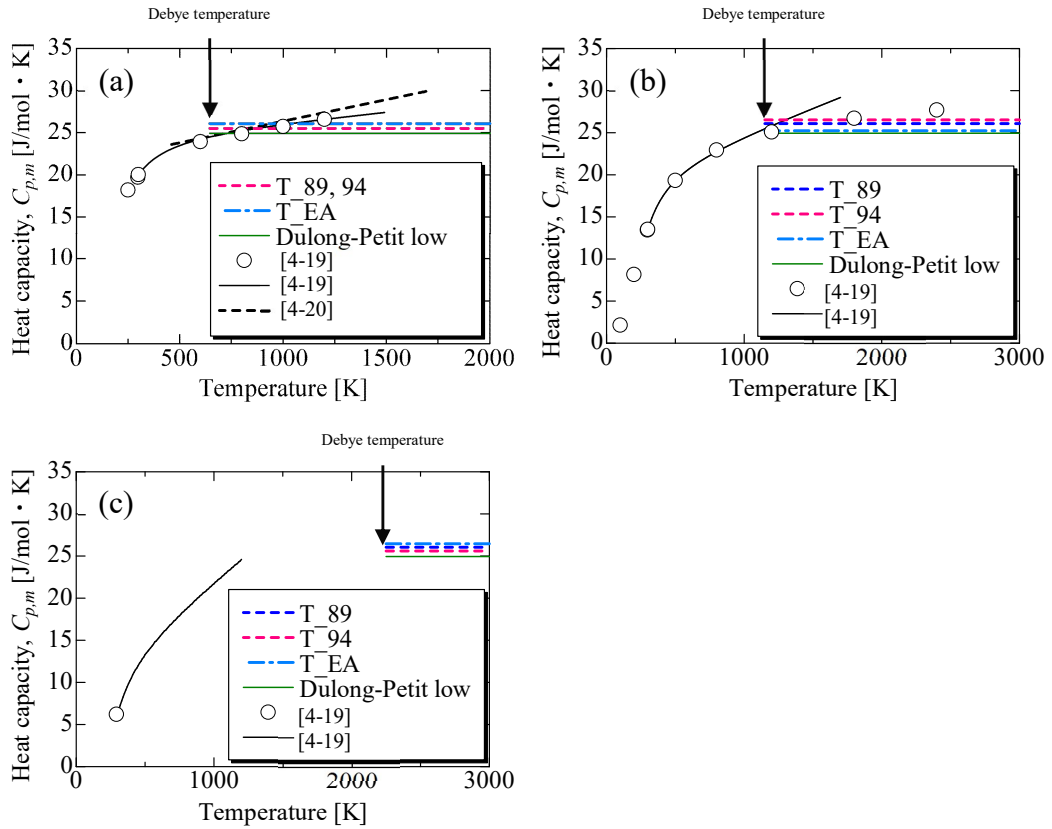 Debye temperature
(a)
Heat capacity, Cp,m [J/mol・K]
35
30
25
20
15
10
5
0
T_89, 94
T_EA
Dulong-Petit low
[4-19]
[4-19]
[4-20]
0 500 1000 1500 2000
Temperature [K]
Debye temperature
(b)
Heat capacity, Cp,m [J/mol・K]
35
30
25
20
15
10
5
0
T_89
T_94
T_EA
Dulong-Petit low
[4-19]
[4-19]
0 1000 2000 3000
Temperature [K]
Debye temperature
(c)
Heat capacity, Cp,m [J/mol・K]
35
30
25
20
15
10
5
0
T_89
T_94
T_EA
Dulong-Petit low
[4-19]
[4-19]
0 1000 2000 3000
Temperature [K]